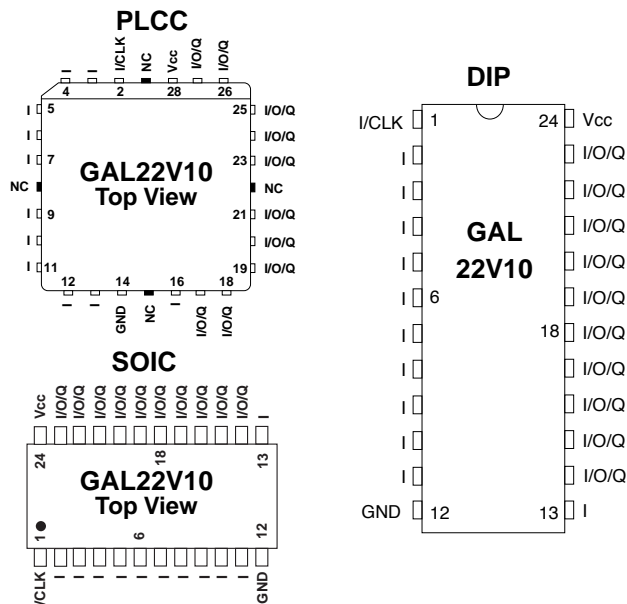 PLCC
I I I/CLK NC Vcc I/O/Q I/O/Q
4 2 28 26
I 5 25 I/O/Q
I I/O/Q
I 7 23 I/O/Q
GAL22V10
Top View
NC NC
I 9 21 I/O/Q
I I/O/Q
I 11 19 I/O/Q
12 14 16 18
I I GND NC I I/O/Q I/O/Q
SOIC
Vcc I/O/Q I/O/Q I/O/Q I/O/Q I/O/Q I/O/Q I/O/Q I/O/Q I/O/Q I/O/Q I
24 18 13
GAL22V10
Top View
1 6 12
/CLK I I I I I I I I I I GND
DIP
I/CLK 1 24 Vcc
I I/O/Q
I I/O/Q
I I/O/Q
GAL
22V10
I I/O/Q
I 6 I/O/Q
I 18 I/O/Q
I I/O/Q
I I/O/Q
I I/O/Q
I I/O/Q
GND 12 13 I